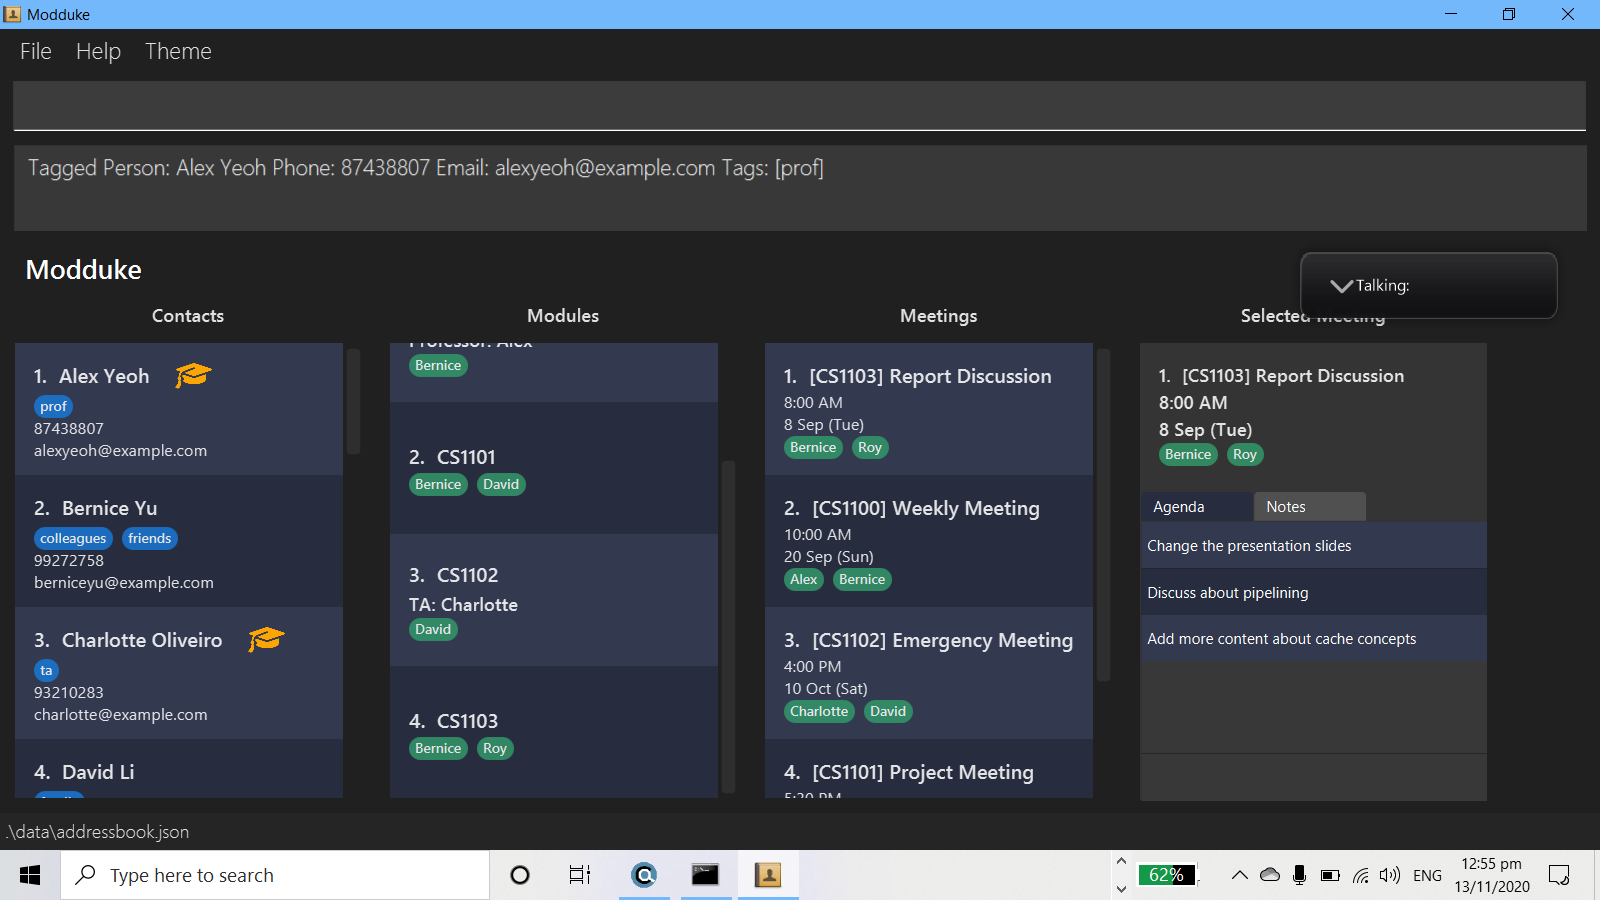 Modduke
File Help Theme
Tagged Person: Alex Yeoh Phone: 87438807 Email: alexyeoh@example.com Tags: [prof]
Modduke
Talking:
Contacts
Modules
Meetings
Selected Meeting
1. Alex Yeoh
prof
87438807
alexyeoh@example.com
2. Bernice Yu
colleagues friends
99272758
berniceyu@example.com
3. Charlotte Oliveiro
ta
93210283
charlotte@example.com
4. David Li
Professor: Alex
Bernice
2. CS1101
Bernice David
3. CS1102
TA: Charlotte
David
4. CS1103
Bernice Roy
1. [CS1103] Report Discussion
8:00 AM
8 Sep (Tue)
Bernice Roy
2. [CS1100] Weekly Meeting
10:00 AM
20 Sep (Sun)
Alex Bernice
3. [CS1102] Emergency Meeting
4:00 PM
10 Oct (Sat)
Charlotte David
4. [CS1101] Project Meeting
5:30 PM
1. [CS1103] Report Discussion
8:00 AM
8 Sep (Tue)
Bernice Roy
Agenda Notes
Change the presentation slides
Discuss about pipelining
Add more content about cache concepts
.\data\addressbook.json
Type here to search
62%
ENG
12:55 pm
13/11/2020